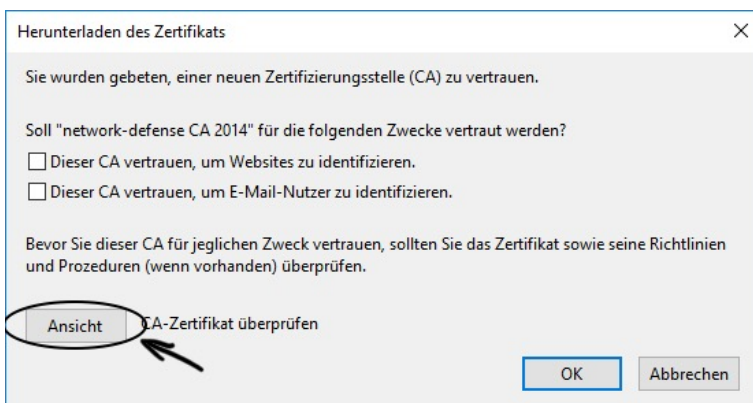 Herunterladen des Zertifikats
Sie wurden gebeten, einer neuen Zertifizierungsstelle (CA) zu vertrauen.
Soll "network-defense CA 2014" für die folgenden Zwecke vertraut werden?
Dieser CA vertrauen, um Websites zu identifizieren.
Dieser CA vertrauen, um E-Mail-Nutzer zu identifizieren.
Bevor Sie dieser CA für jeglichen Zweck vertrauen, sollten Sie das Zertifikat sowie seine Richtlinien
und Prozeduren (wenn vorhanden) überprüfen.
Ansicht CA-Zertifikat überprüfen
OK Abbrechen